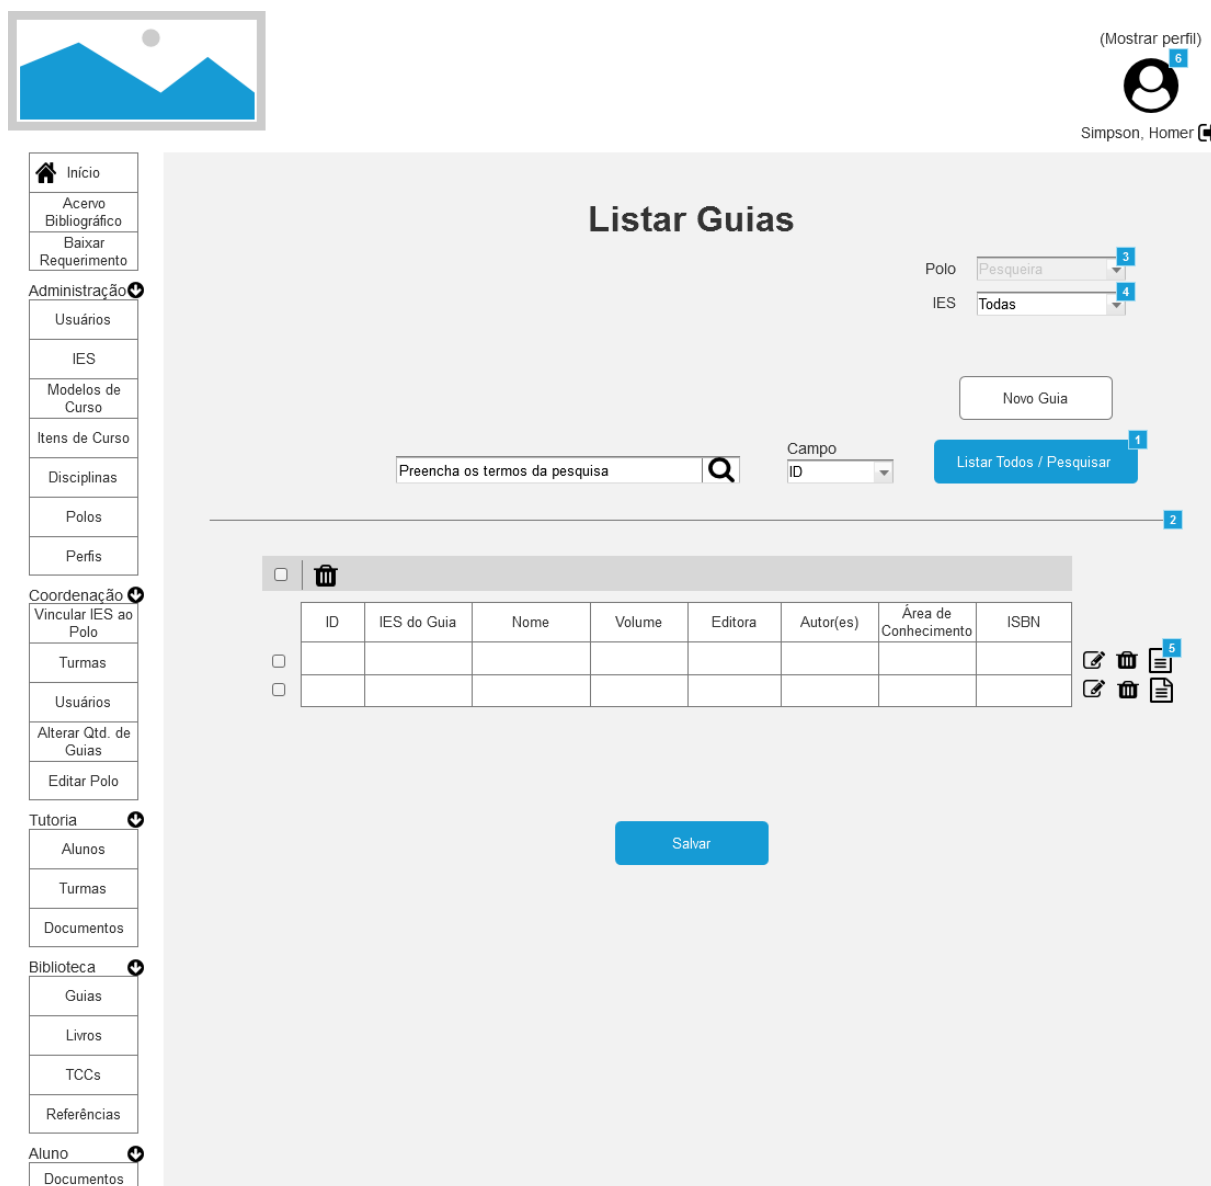 (Mostrar perfil)
6
Simpson, Homer
Início
Acervo
Bibliográfico
Baixar
Requerimento
Administração
Usuários
IES
Modelos de
Curso
Itens de Curso
Disciplinas
Polos
Perfis
Coordenação
Vincular IES ao
Polo
Turmas
Usuários
Alterar Qtd. de
Guias
Editar Polo
Tutoria
Alunos
Turmas
Documentos
Biblioteca
Guias
Livros
TCCs
Referências
Aluno
Documentos
Listar Guias
Polo Pesqueira 3
IES Todas 4
Novo Guia
Preencha os termos da pesquisa
Campo
ID
Listar Todos / Pesquisar 1
2
ID IES do Guia Nome Volume Editora Autor(es) Área de Conhecimento ISBN
5
Salvar